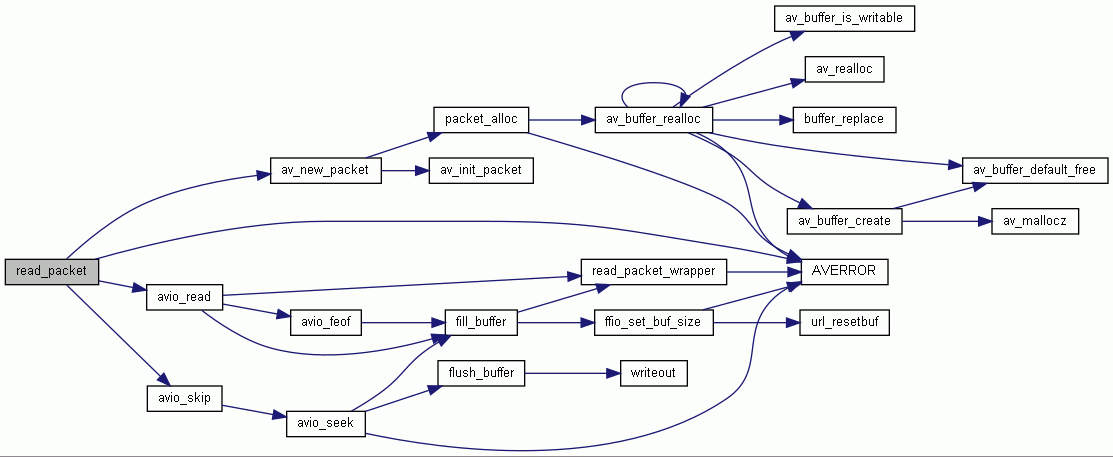 av_buffer_is_writable
av_realloc
packet_alloc
av_buffer_realloc
buffer_replace
av_new_packet
av_init_packet
av_buffer_default_free
av_buffer_create
av_mallocz
read_packet
read_packet_wrapper
AVERROR
avio_read
avio_feof
fill_buffer
ffio_set_buf_size
url_resetbuf
flush_buffer
writeout
avio_skip
avio_seek